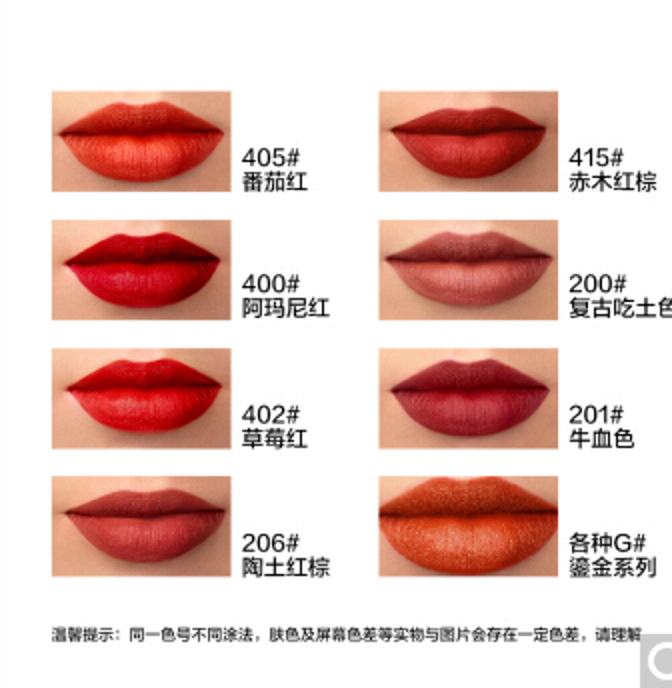 405#
番茄红
415#
赤木红棕
400#
阿玛尼红
200#
复古吃土色
402#
草莓红
201#
牛血色
206#
陶土红棕
各种G#
鎏金系列
温馨提示：同一色号不同涂法，肤色及屏幕色差等实物与图片会存在一定色差，请理解